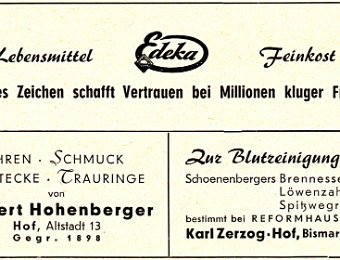 Lebensmittel Edeka Feinkost
es Zeichen schafft Vertrauen bei Millionen kluger F
HREN · SCHMUCK
TECKE · TRAURINGE
von
ert Hohenberger
Hof, Altstadt 13
Gegr. 1898
Zur Blutreinigung
Schoenenbergers Brennesse
Löwenzah
Spitzwegr
bestimmt bei REFORMHAUS
Karl Zerzog · Hof, Bismar